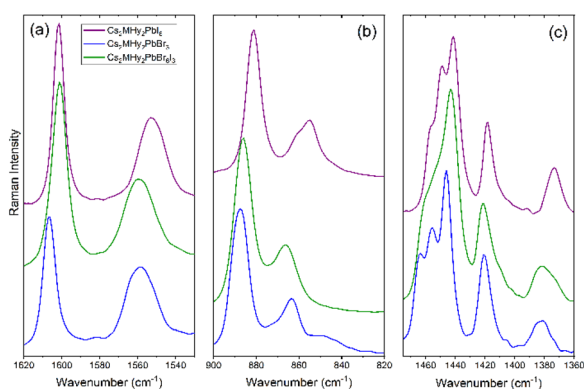 (a)
(b)
(c)
Cs₂MHy₂PbI₆
Cs₂MHy₂PbBr₆
Cs₂MHy₂PbBr₆I₃
Raman Intensity
1620 1600 1580 1560 1540
900 880 860 840 820
1460 1440 1420 1400 1380 1360
Wavenumber (cm⁻¹)
Wavenumber (cm⁻¹)
Wavenumber (cm⁻¹)